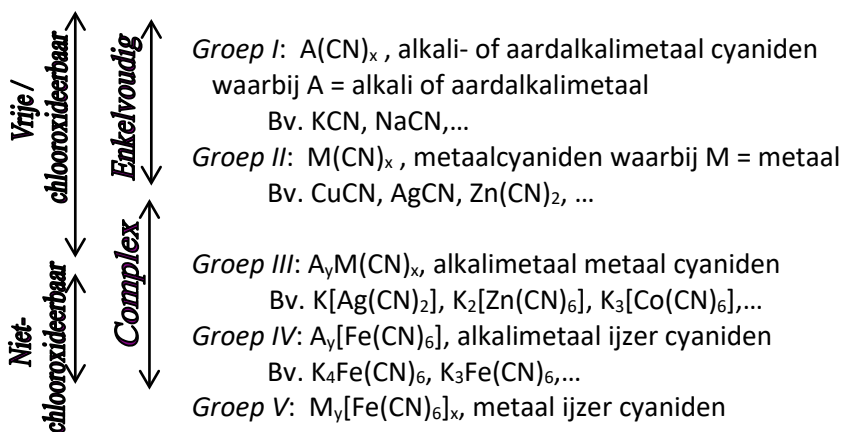 Vrije /
chlooroxideerbaar
Enkelvoudig
Groep I: A(CN)ₓ , alkali- of aardalkalimetaal cyaniden
waarbij A = alkali of aardalkalimetaal
Bv. KCN, NaCN,…
Groep II: M(CN)ₓ , metaalcyaniden waarbij M = metaal
Bv. CuCN, AgCN, Zn(CN)₂, …
Niet-
chlooroxideerbaar
Complex
Groep III: AᵧM(CN)ₓ, alkalimetaal metaal cyaniden
Bv. K[Ag(CN)₂], K₂[Zn(CN)₆], K₃[Co(CN)₆],…
Groep IV: Aᵧ[Fe(CN)₆], alkalimetaal ijzer cyaniden
Bv. K₄Fe(CN)₆, K₃Fe(CN)₆,…
Groep V: Mᵧ[Fe(CN)₆]ₓ, metaal ijzer cyaniden